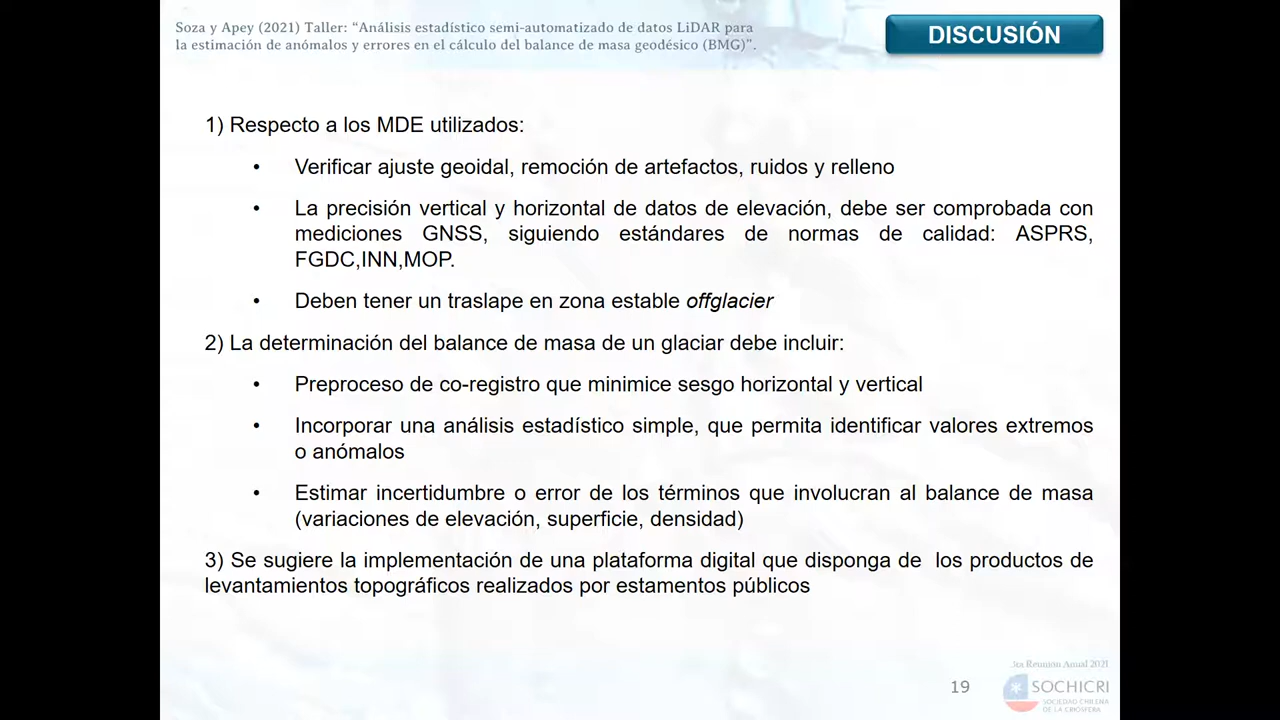 Soza y Apey (2021) Taller: “Análisis estadístico semi-automatizado de datos LiDAR para
la estimación de anómalos y errores en el cálculo del balance de masa geodésico (BMG)”.
DISCUSIÓN
1) Respecto a los MDE utilizados:
• Verificar ajuste geoidal, remoción de artefactos, ruidos y relleno
• La precisión vertical y horizontal de datos de elevación, debe ser comprobada con
mediciones GNSS, siguiendo estándares de normas de calidad: ASPRS,
FGDC,INN,MOP.
• Deben tener un traslape en zona estable offglacier
2) La determinación del balance de masa de un glaciar debe incluir:
• Preproceso de co-registro que minimice sesgo horizontal y vertical
• Incorporar una análisis estadístico simple, que permita identificar valores extremos
o anómalos
• Estimar incertidumbre o error de los términos que involucran al balance de masa
(variaciones de elevación, superficie, densidad)
3) Se sugiere la implementación de una plataforma digital que disponga de los productos de
levantamientos topográficos realizados por estamentos públicos
Reunión Anual 2021
19
SOCHICRI
SOCIEDAD CHILENA
DE LA CRIÓSFERA